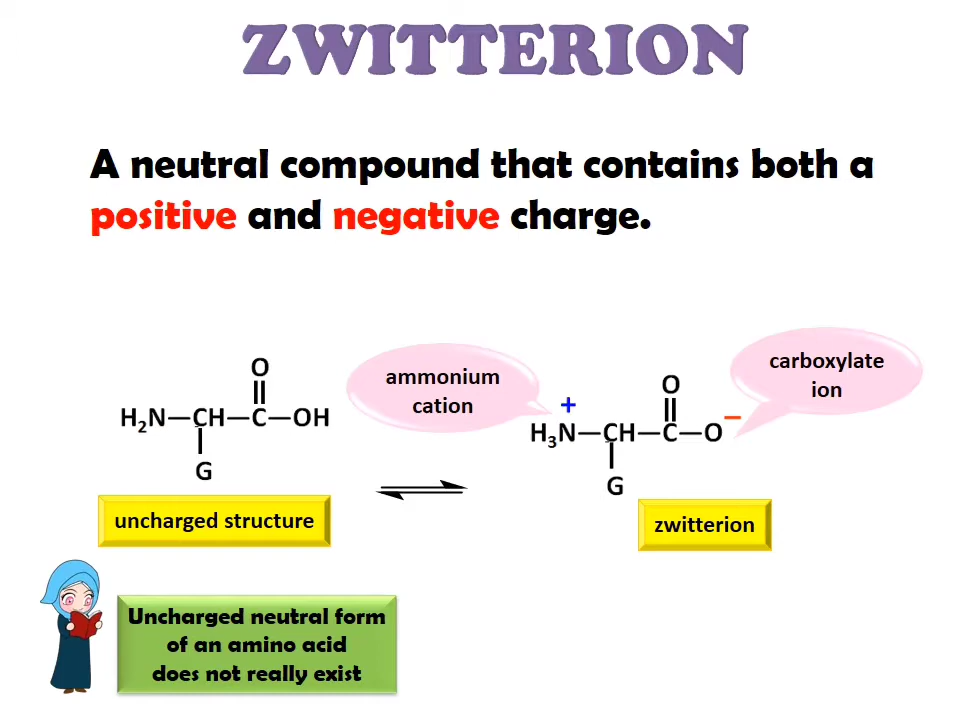 ZWITTERION
A neutral compound that contains both a
positive and negative charge.
O
H₂N—CH—C—OH
G
uncharged structure
ammonium
cation
carboxylate
ion
O
+
−
H₃N—CH—C—O
G
zwitterion
Uncharged neutral form
of an amino acid
does not really exist